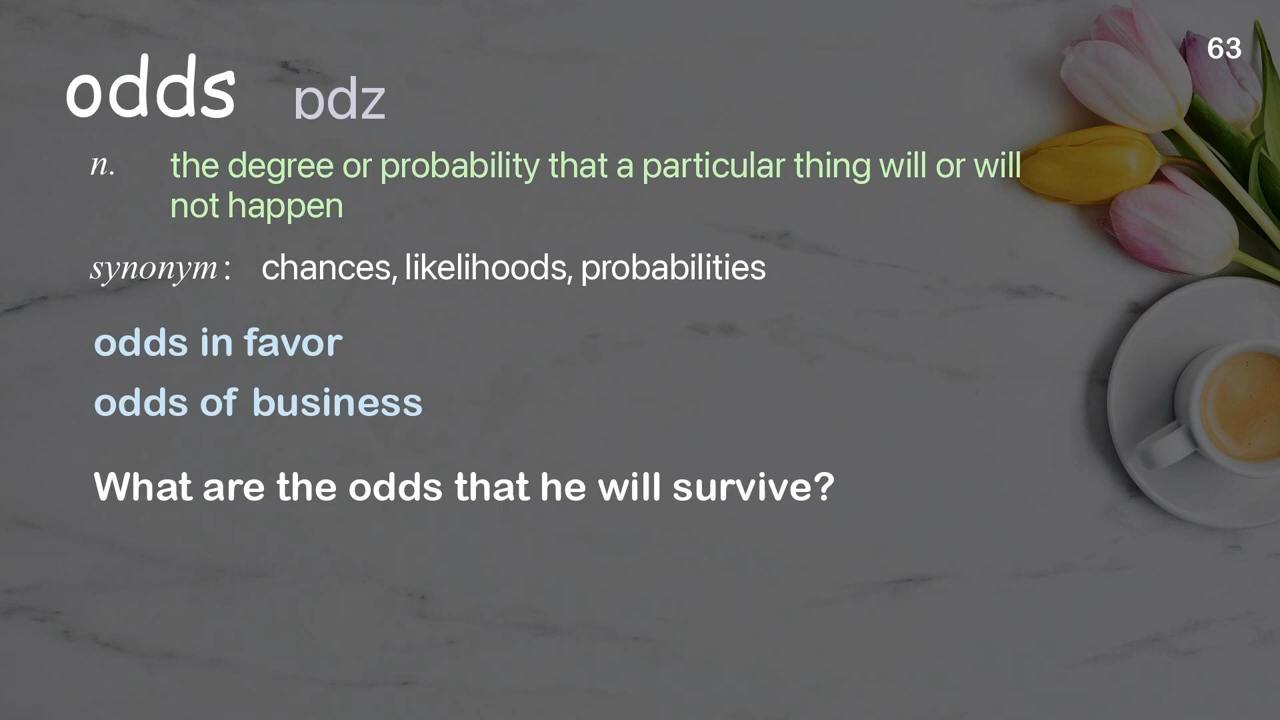 63
odds ɒdz
n. the degree or probability that a particular thing will or will
not happen
synonym : chances, likelihoods, probabilities
odds in favor
odds of business
What are the odds that he will survive?